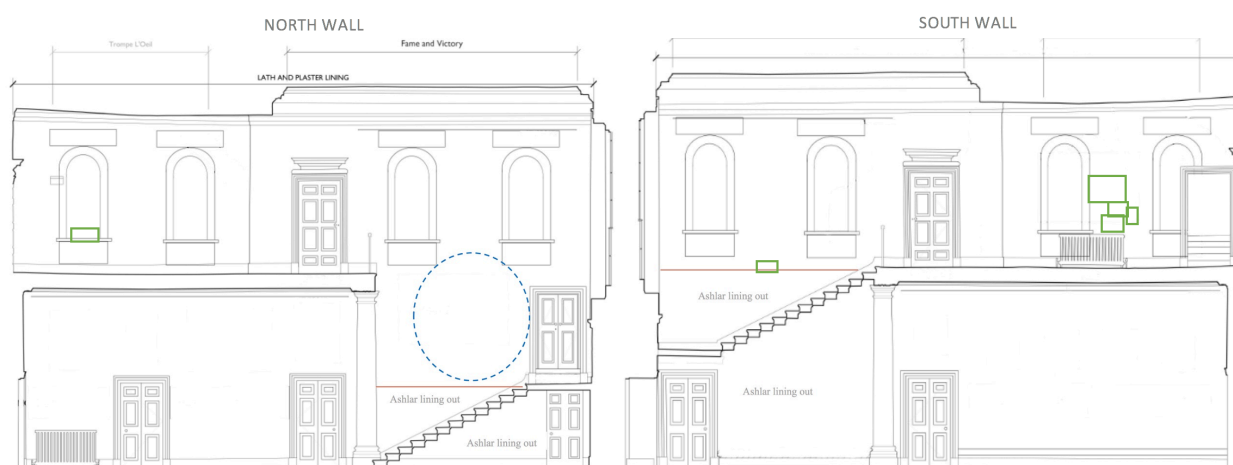 NORTH WALL
Trompe L'Oeil
Fame and Victory
LATH AND PLASTER LINING
Ashlar lining out
Ashlar lining out
SOUTH WALL
Ashlar lining out
Ashlar lining out